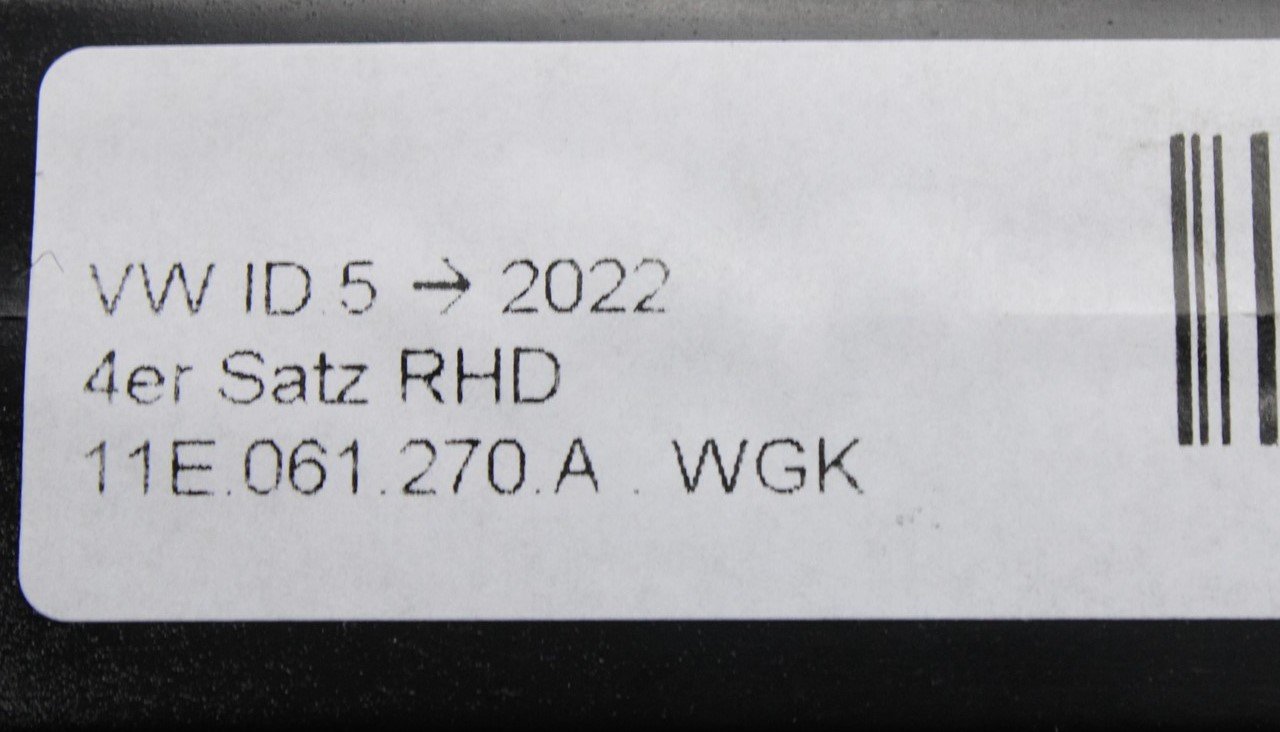 VW ID.5 → 2022
4er Satz RHD
11E.061.270.A . WGK